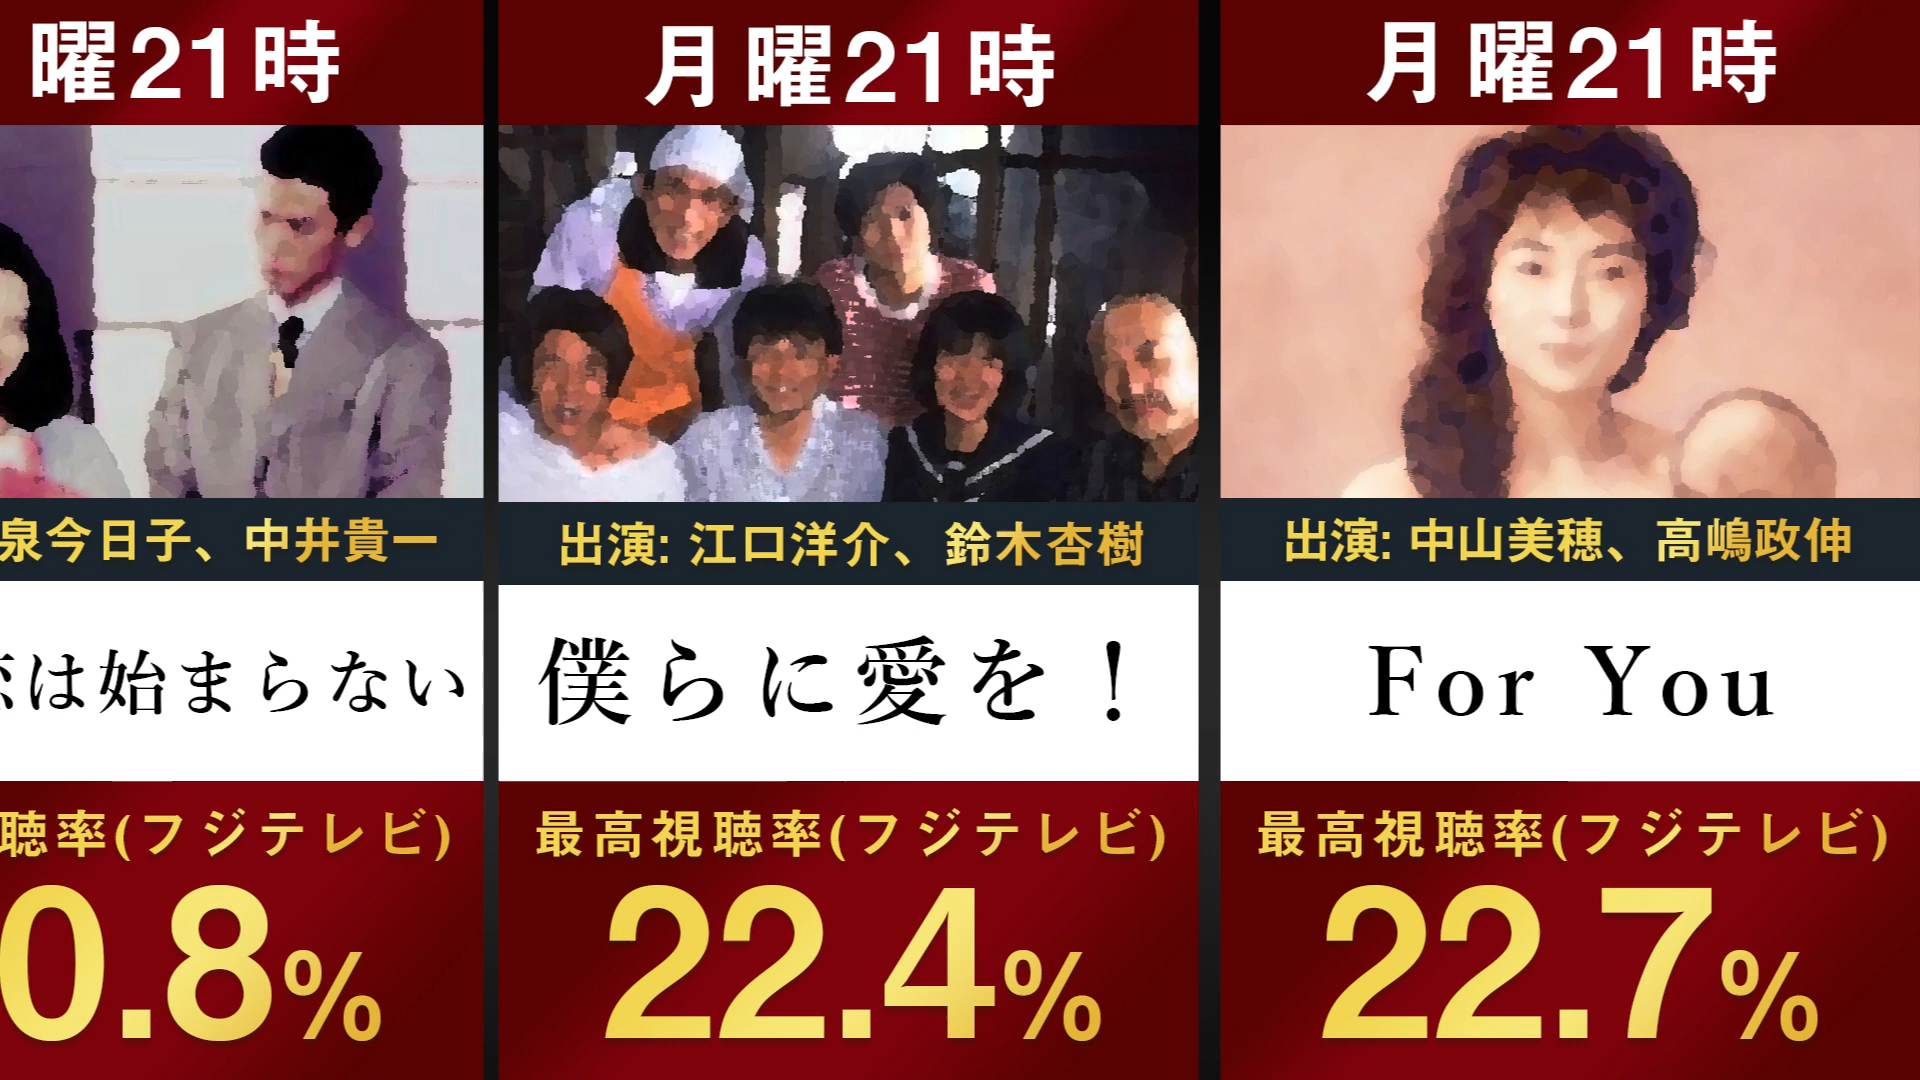 曜21時
泉今日子、中井貴一
恋は始まらない
聴率(フジテレビ)
0.8%
月曜21時
出演: 江口洋介、鈴木杏樹
僕らに愛を！
最高視聴率(フジテレビ)
22.4%
月曜21時
出演: 中山美穂、高嶋政伸
For You
最高視聴率(フジテレビ)
22.7%